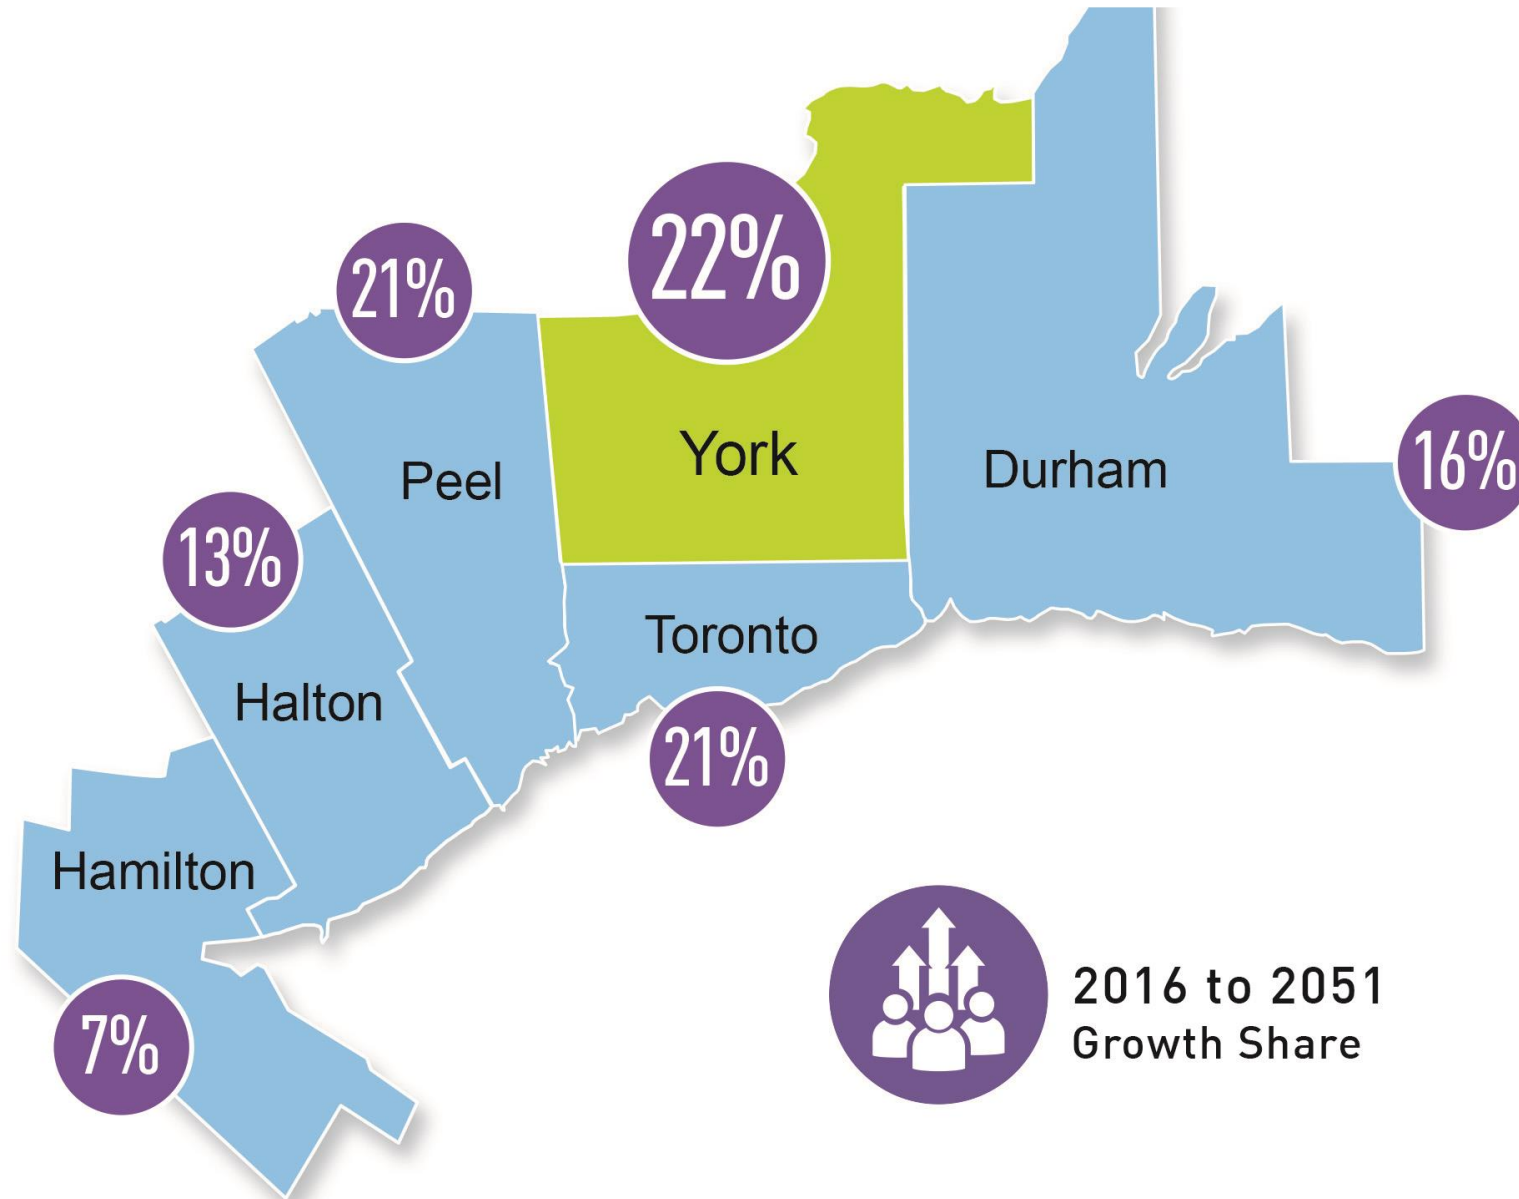 22%
21%
York
16%
Peel
Durham
13%
Toronto
Halton
21%
Hamilton
7%
2016 to 2051
Growth Share